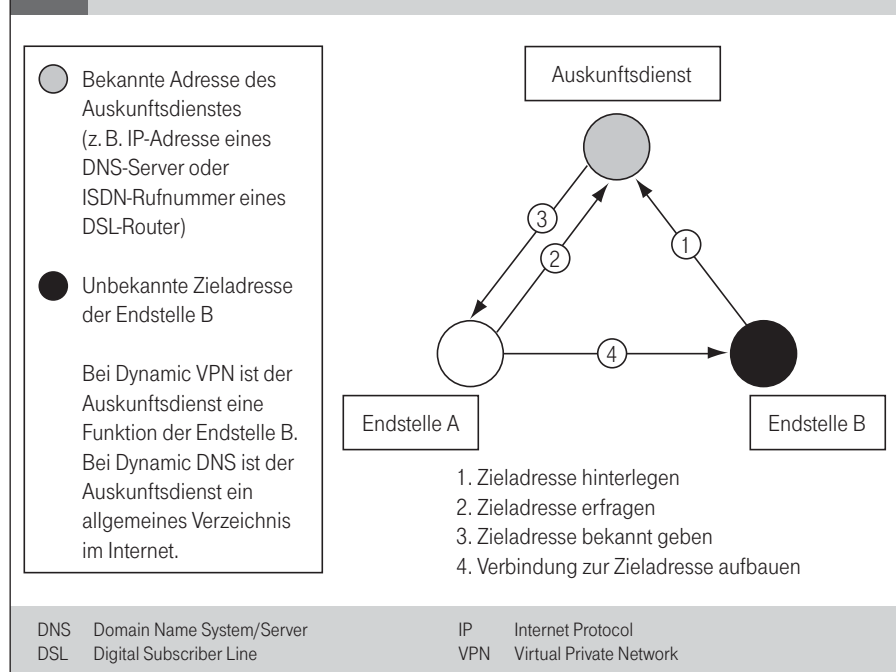 Bekannte Adresse des
Auskunftsdienstes
(z. B. IP-Adresse eines
DNS-Server oder
ISDN-Rufnummer eines
DSL-Router)
Unbekannte Zieladresse
der Endstelle B
Bei Dynamic VPN ist der
Auskunftsdienst eine
Funktion der Endstelle B.
Bei Dynamic DNS ist der
Auskunftsdienst ein
allgemeines Verzeichnis
im Internet.
Auskunftsdienst
3
2
1
4
Endstelle A
Endstelle B
1. Zieladresse hinterlegen
2. Zieladresse erfragen
3. Zieladresse bekannt geben
4. Verbindung zur Zieladresse aufbauen
DNS Domain Name System/Server
DSL Digital Subscriber Line
IP Internet Protocol
VPN Virtual Private Network